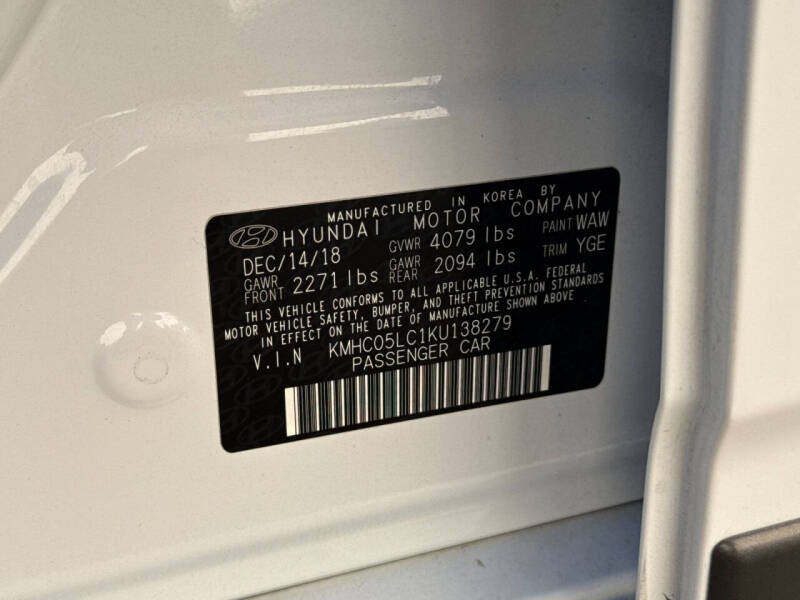 MANUFACTURED IN KOREA BY
HYUNDAI MOTOR COMPANY
DEC/14/18 GVWR 4079 lbs PAINT WAW
GAWR FRONT 2271 lbs GAWR REAR 2094 lbs TRIM YGE
THIS VEHICLE CONFORMS TO ALL APPLICABLE U.S.A. FEDERAL
MOTOR VEHICLE SAFETY, BUMPER, AND THEFT PREVENTION STANDARDS
IN EFFECT ON THE DATE OF MANUFACTURE SHOWN ABOVE
V.I.N KMHC05LC1KU138279
PASSENGER CAR